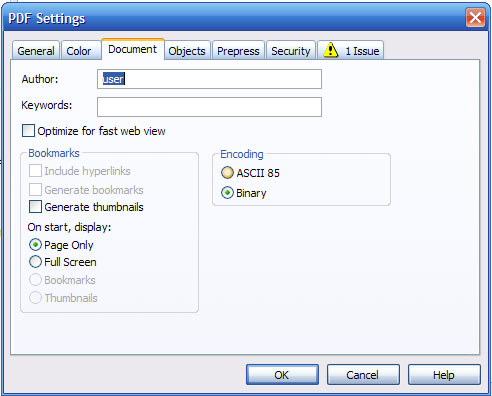 PDF Settings
General Color Document Objects Prepress Security 1 Issue
Author: user
Keywords:
Optimize for fast web view
Bookmarks
Include hyperlinks
Generate bookmarks
Generate thumbnails
On start, display:
Page Only
Full Screen
Bookmarks
Thumbnails
Encoding
ASCII 85
Binary
OK Cancel Help